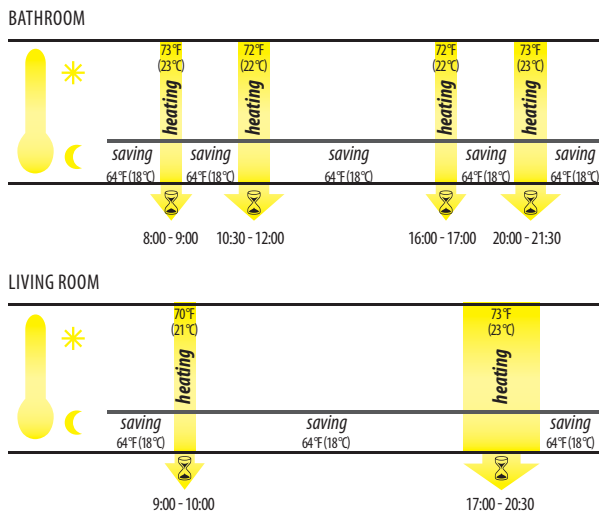 BATHROOM
73°F 72°F 72°F 73°F
(23°C) (22°C) (22°C) (23°C)
heating heating heating heating
saving saving saving saving saving
64°F (18°C) 64°F (18°C) 64°F (18°C) 64°F (18°C) 64°F (18°C)
8:00 - 9:00 10:30 - 12:00 16:00 - 17:00 20:00 - 21:30
LIVING ROOM
70°F 73°F
(21°C) (23°C)
heating heating
saving saving saving
64°F (18°C) 64°F (18°C) 64°F (18°C)
9:00 - 10:00 17:00 - 20:30